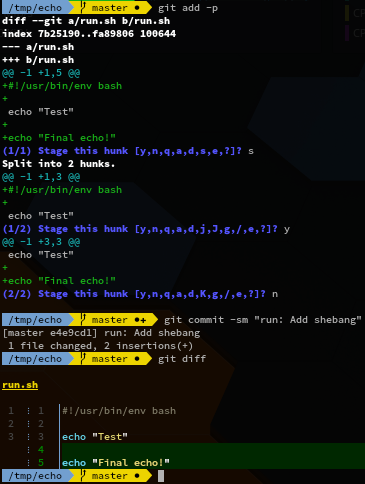 /tmp/echo master ● git add -p
diff --git a/run.sh b/run.sh
index 7b25190..fa89806 100644
--- a/run.sh
+++ b/run.sh
@@ -1 +1,5 @@
+#!/usr/bin/env bash
+
 echo "Test"
+
+echo "Final echo!"
(1/1) Stage this hunk [y,n,q,a,d,s,e,?]? s
Split into 2 hunks.
@@ -1 +1,3 @@
+#!/usr/bin/env bash
+
 echo "Test"
(1/2) Stage this hunk [y,n,q,a,d,j,J,g,/,e,?]? y
@@ -1 +3,3 @@
 echo "Test"
+
+echo "Final echo!"
(2/2) Stage this hunk [y,n,q,a,d,K,g,/,e,?]? n
/tmp/echo master ●+ git commit -sm "run: Add shebang"
[master e4e9cd1] run: Add shebang
 1 file changed, 2 insertions(+)
/tmp/echo master ● git diff
run.sh
1 ⋮ 1 #!/usr/bin/env bash
2 ⋮ 2
3 ⋮ 3 echo "Test"
⋮ 4
⋮ 5 echo "Final echo!"
/tmp/echo master ●